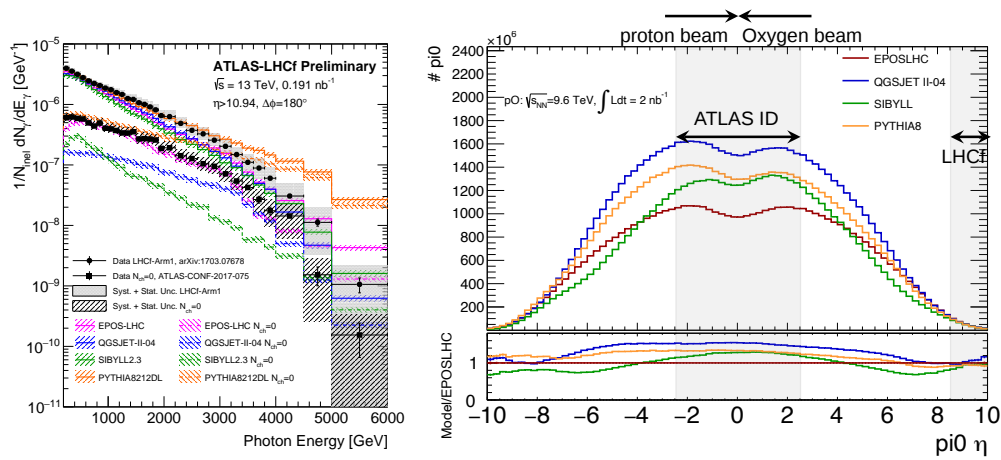 ATLAS-LHCf Preliminary
√s = 13 TeV, 0.191 nb⁻¹
η>10.94, Δϕ=180°
1/N_inel dN_γ/dE_γ [GeV⁻¹]
10⁻⁵
10⁻⁶
10⁻⁷
10⁻⁸
10⁻⁹
10⁻¹⁰
10⁻¹¹
Data LHCf-Arm1, arXiv:1703.07678
Data N_ch=0, ATLAS-CONF-2017-075
Syst. + Stat. Unc. LHCf-Arm1
Syst. + Stat. Unc. N_ch=0
EPOS-LHC EPOS-LHC N_ch=0
QGSJET-II-04 QGSJET-II-04 N_ch=0
SIBYLL2.3 SIBYLL2.3 N_ch=0
PYTHIA8212DL PYTHIA8212DL N_ch=0
1000 2000 3000 4000 5000 6000
Photon Energy [GeV]
proton beam Oxygen beam
×10⁶
# pi0
2400
2200
2000
1800
1600
1400
1200
1000
800
600
400
200
EPOSLHC
QGSJET II-04
SIBYLL
PYTHIA8
pO: √s_NN=9.6 TeV, ∫ Ldt = 2 nb⁻¹
ATLAS ID
LHCf
Model/EPOSLHC
1
0
−10 −8 −6 −4 −2 0 2 4 6 8 10
pi0 η